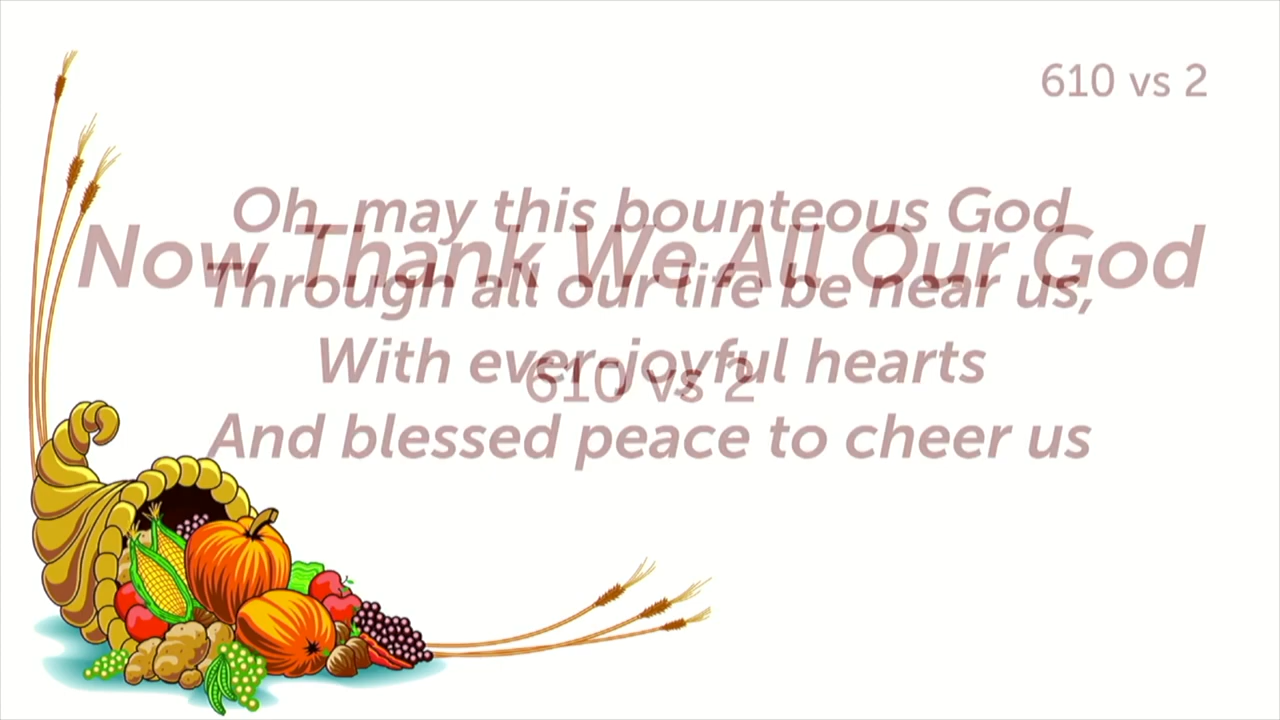 610 vs 2
Oh, may this bounteous God
Now Thank We All Our God
Through all our life be near us,
With ever joyful hearts
610 vs 2
And blessed peace to cheer us